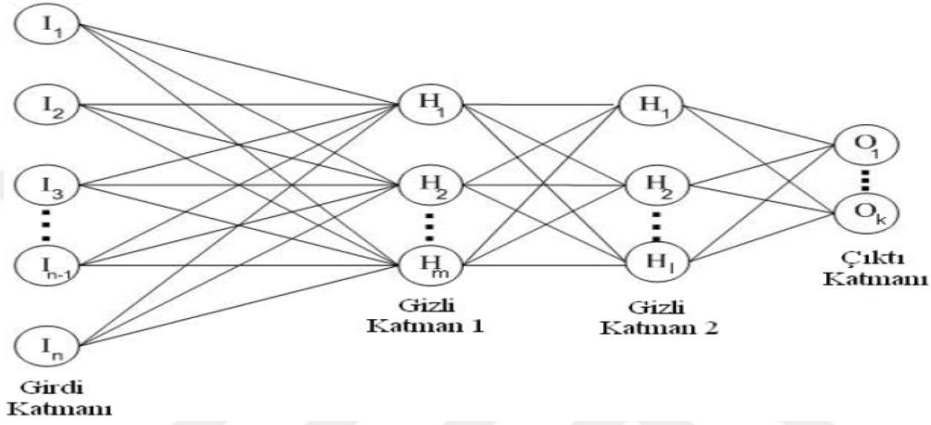 I1
I2
I3
In-1
In
Girdi
Katmanı
H1
H2
Hm
Gizli
Katman 1
H1
H2
Hl
Gizli
Katman 2
O1
Ok
Çıktı
Katmanı